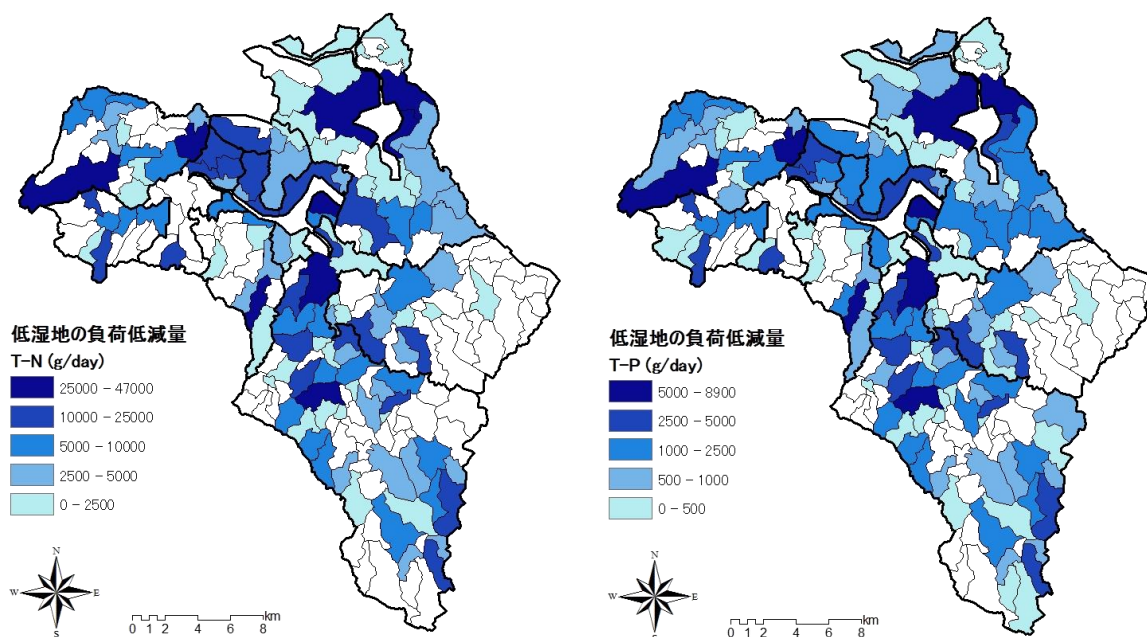 低湿地の負荷低減量
T-N (g/day)
25000 - 47000
10000 - 25000
5000 - 10000
2500 - 5000
0 - 2500
N
W
E
S
km
0 1 2 4 6 8
低湿地の負荷低減量
T-P (g/day)
5000 - 8900
2500 - 5000
1000 - 2500
500 - 1000
0 - 500
N
W
E
S
km
0 1 2 4 6 8